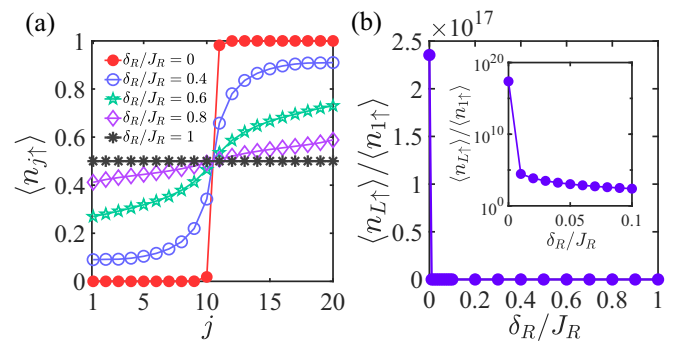 (a)
1
0.8
0.6
0.4
0.2
0
⟨n_{j↑}⟩
δ_R/J_R = 0
δ_R/J_R = 0.4
δ_R/J_R = 0.6
δ_R/J_R = 0.8
δ_R/J_R = 1
1 5 10 15 20
j
(b)
×10^{17}
2.5
2
1.5
1
0.5
0
⟨n_{L↑}⟩/⟨n_{1↑}⟩
10^{20}
10^{10}
10^{0}
⟨n_{L↑}⟩/⟨n_{1↑}⟩
0 0.05 0.1
δ_R/J_R
0 0.2 0.4 0.6 0.8 1
δ_R/J_R